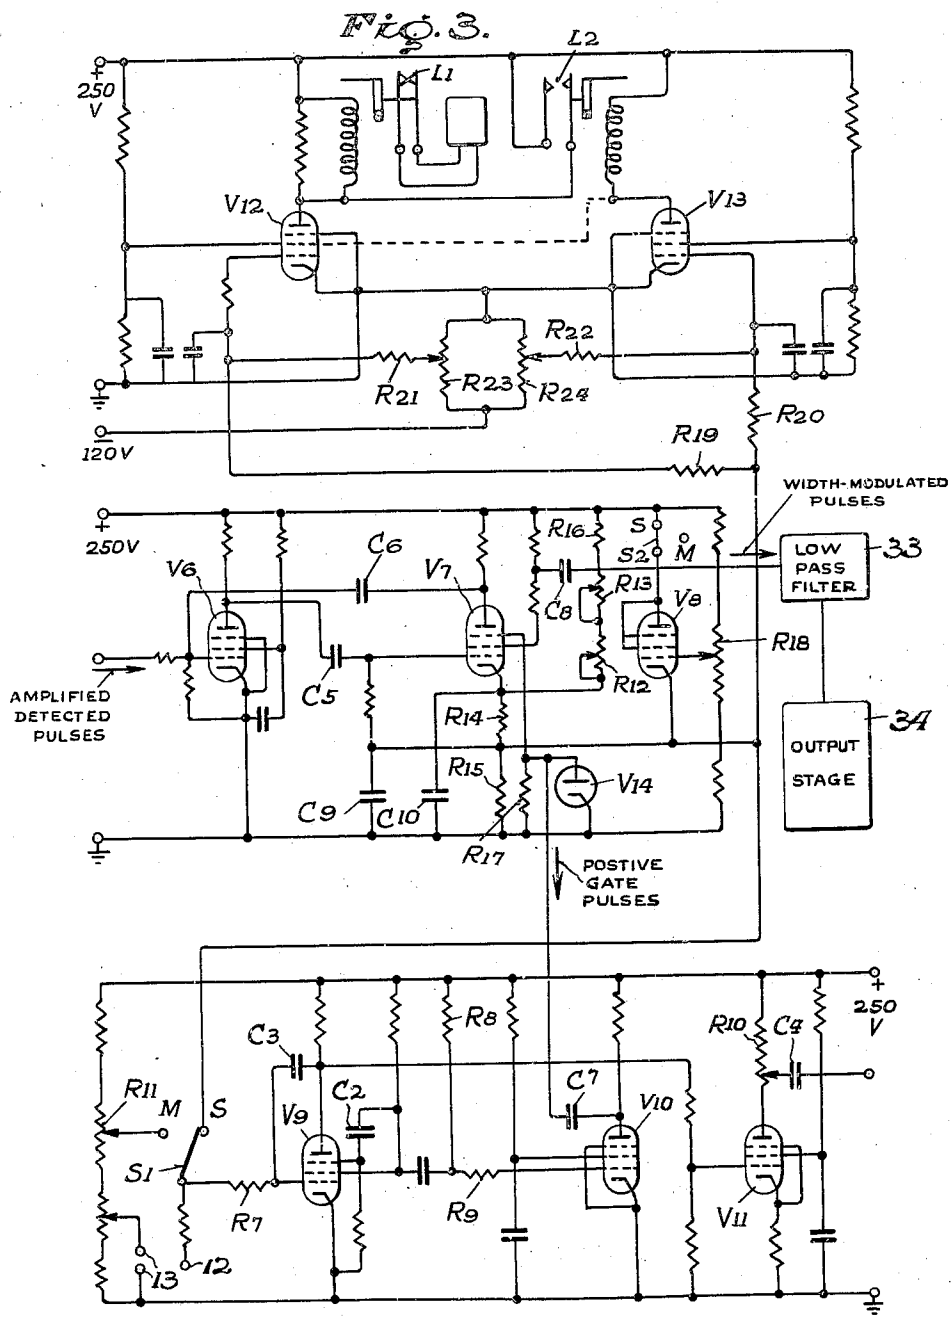 Fig. 3.
L2
L1
+
250
V
V12
V13
R22
R21
R23
R24
R20
120V
R19
WIDTH-MODULATED
PULSES
+
250V
C6
R16
S
S2
M
33
LOW
PASS
FILTER
V6
V7
C8
R13
V8
R18
C5
R12
AMPLIFIED
DETECTED
PULSES
R14
34
OUTPUT
STAGE
R15
V14
C9
C10
R17
POSTIVE
GATE
PULSES
+
250
V
R8
R10
C4
C3
R11
M
S
C2
C7
V9
V10
S1
R7
R9
V11
13
12